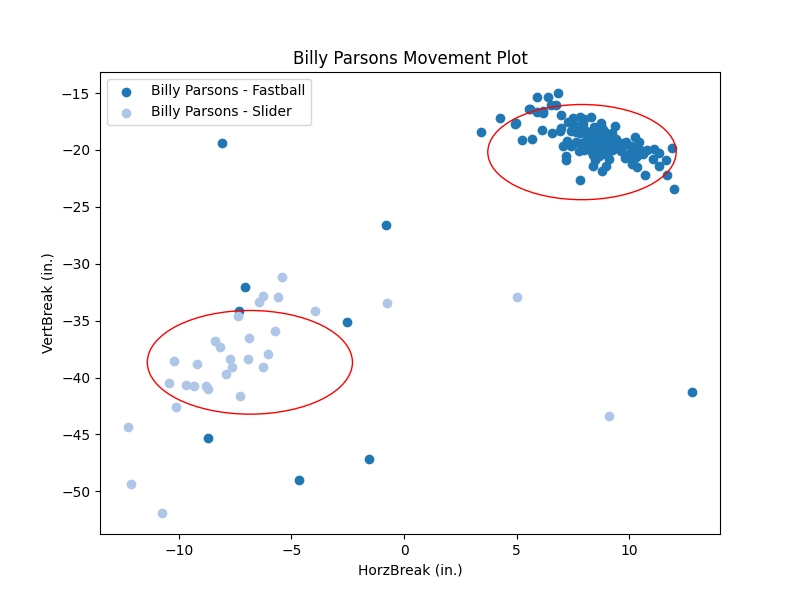 Billy Parsons Movement Plot
Billy Parsons - Fastball
Billy Parsons - Slider
−15
−20
−25
−30
−35
−40
−45
−50
VertBreak (in.)
−10
−5
0
5
10
HorzBreak (in.)